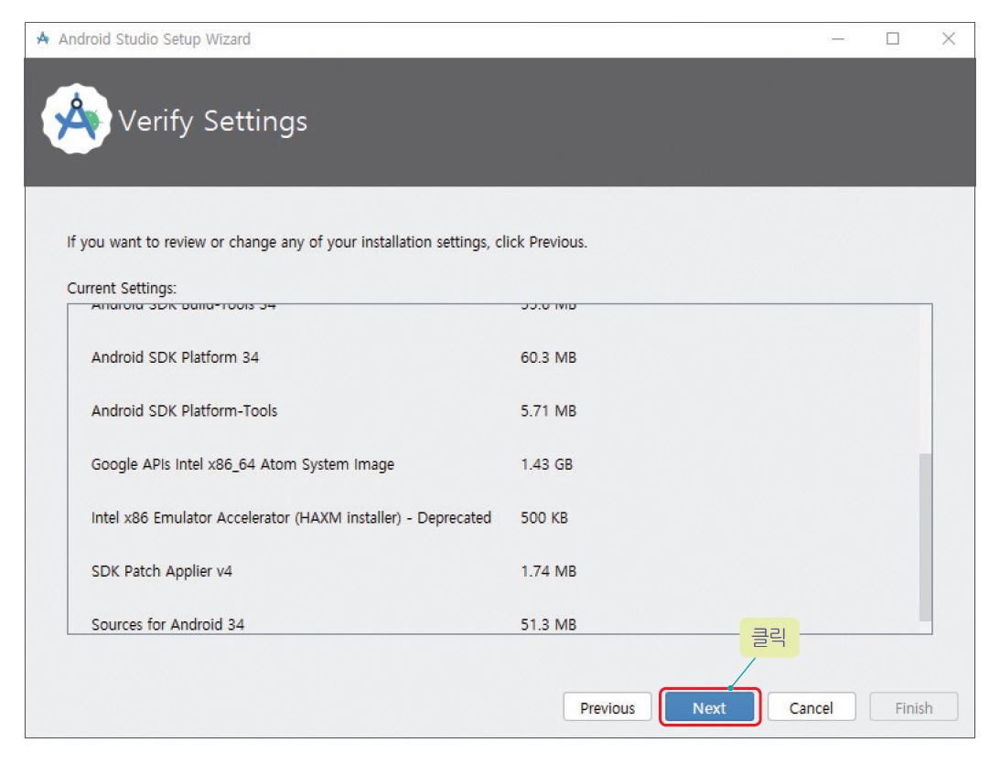 Android Studio Setup Wizard
Verify Settings
If you want to review or change any of your installation settings, click Previous.
Current Settings:
Android SDK Build-Tools 34
Android SDK Platform 34 60.3 MB
Android SDK Platform-Tools 5.71 MB
Google APIs Intel x86_64 Atom System Image 1.43 GB
Intel x86 Emulator Accelerator (HAXM installer) - Deprecated 500 KB
SDK Patch Applier v4 1.74 MB
Sources for Android 34 51.3 MB
클릭
Previous Next Cancel Finish